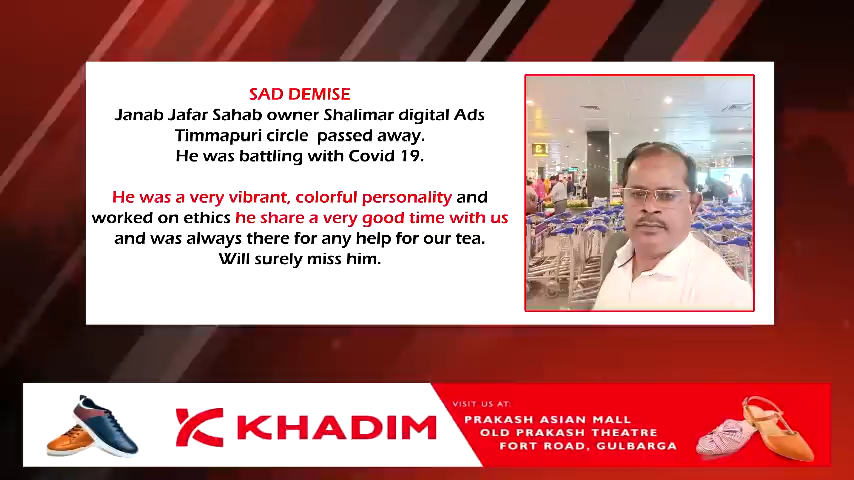 SAD DEMISE
Janab Jafar Sahab owner Shalimar digital Ads
Timmapuri circle passed away.
He was battling with Covid 19.
He was a very vibrant, colorful personality and
worked on ethics he share a very good time with us
and was always there for any help for our tea.
Will surely miss him.
KHADIM
VISIT US AT:
PRAKASH ASIAN MALL
OLD PRAKASH THEATRE
FORT ROAD, GULBARGA